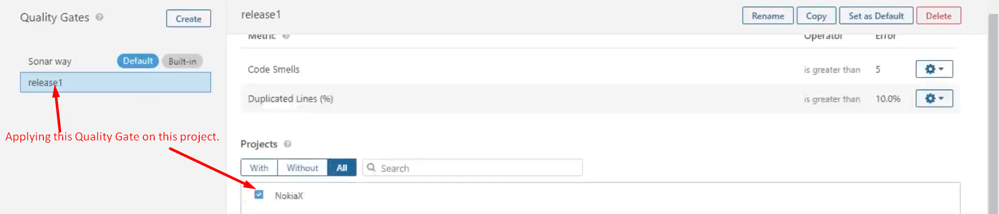 Quality Gates
Create
Sonar way Default Built-in
release1
Applying this Quality Gate on this project.
release1
Rename Copy Set as Default Delete
Metric Operator Error
Code Smells is greater than 5
Duplicated Lines (%) is greater than 10.0%
Projects
With Without All Search
NokiaX